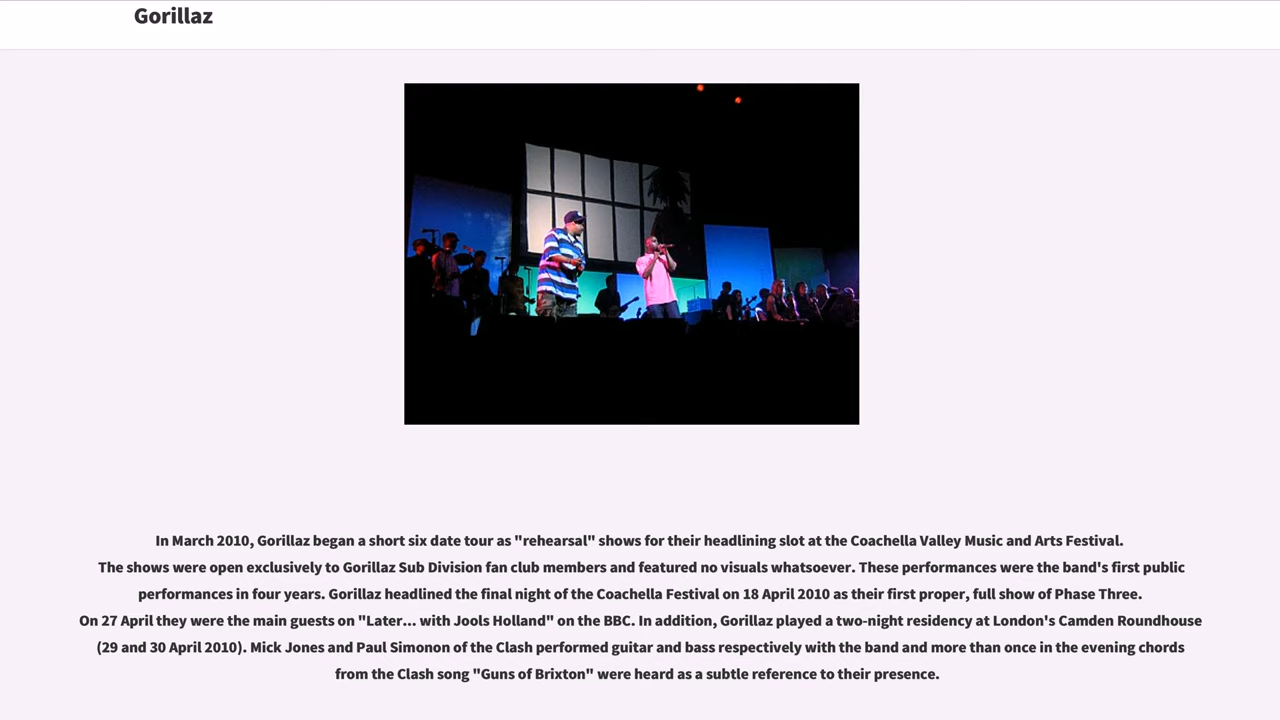 Gorillaz
In March 2010, Gorillaz began a short six date tour as "rehearsal" shows for their headlining slot at the Coachella Valley Music and Arts Festival.
The shows were open exclusively to Gorillaz Sub Division fan club members and featured no visuals whatsoever. These performances were the band's first public
performances in four years. Gorillaz headlined the final night of the Coachella Festival on 18 April 2010 as their first proper, full show of Phase Three.
On 27 April they were the main guests on "Later... with Jools Holland" on the BBC. In addition, Gorillaz played a two-night residency at London's Camden Roundhouse
(29 and 30 April 2010). Mick Jones and Paul Simonon of the Clash performed guitar and bass respectively with the band and more than once in the evening chords
from the Clash song "Guns of Brixton" were heard as a subtle reference to their presence.